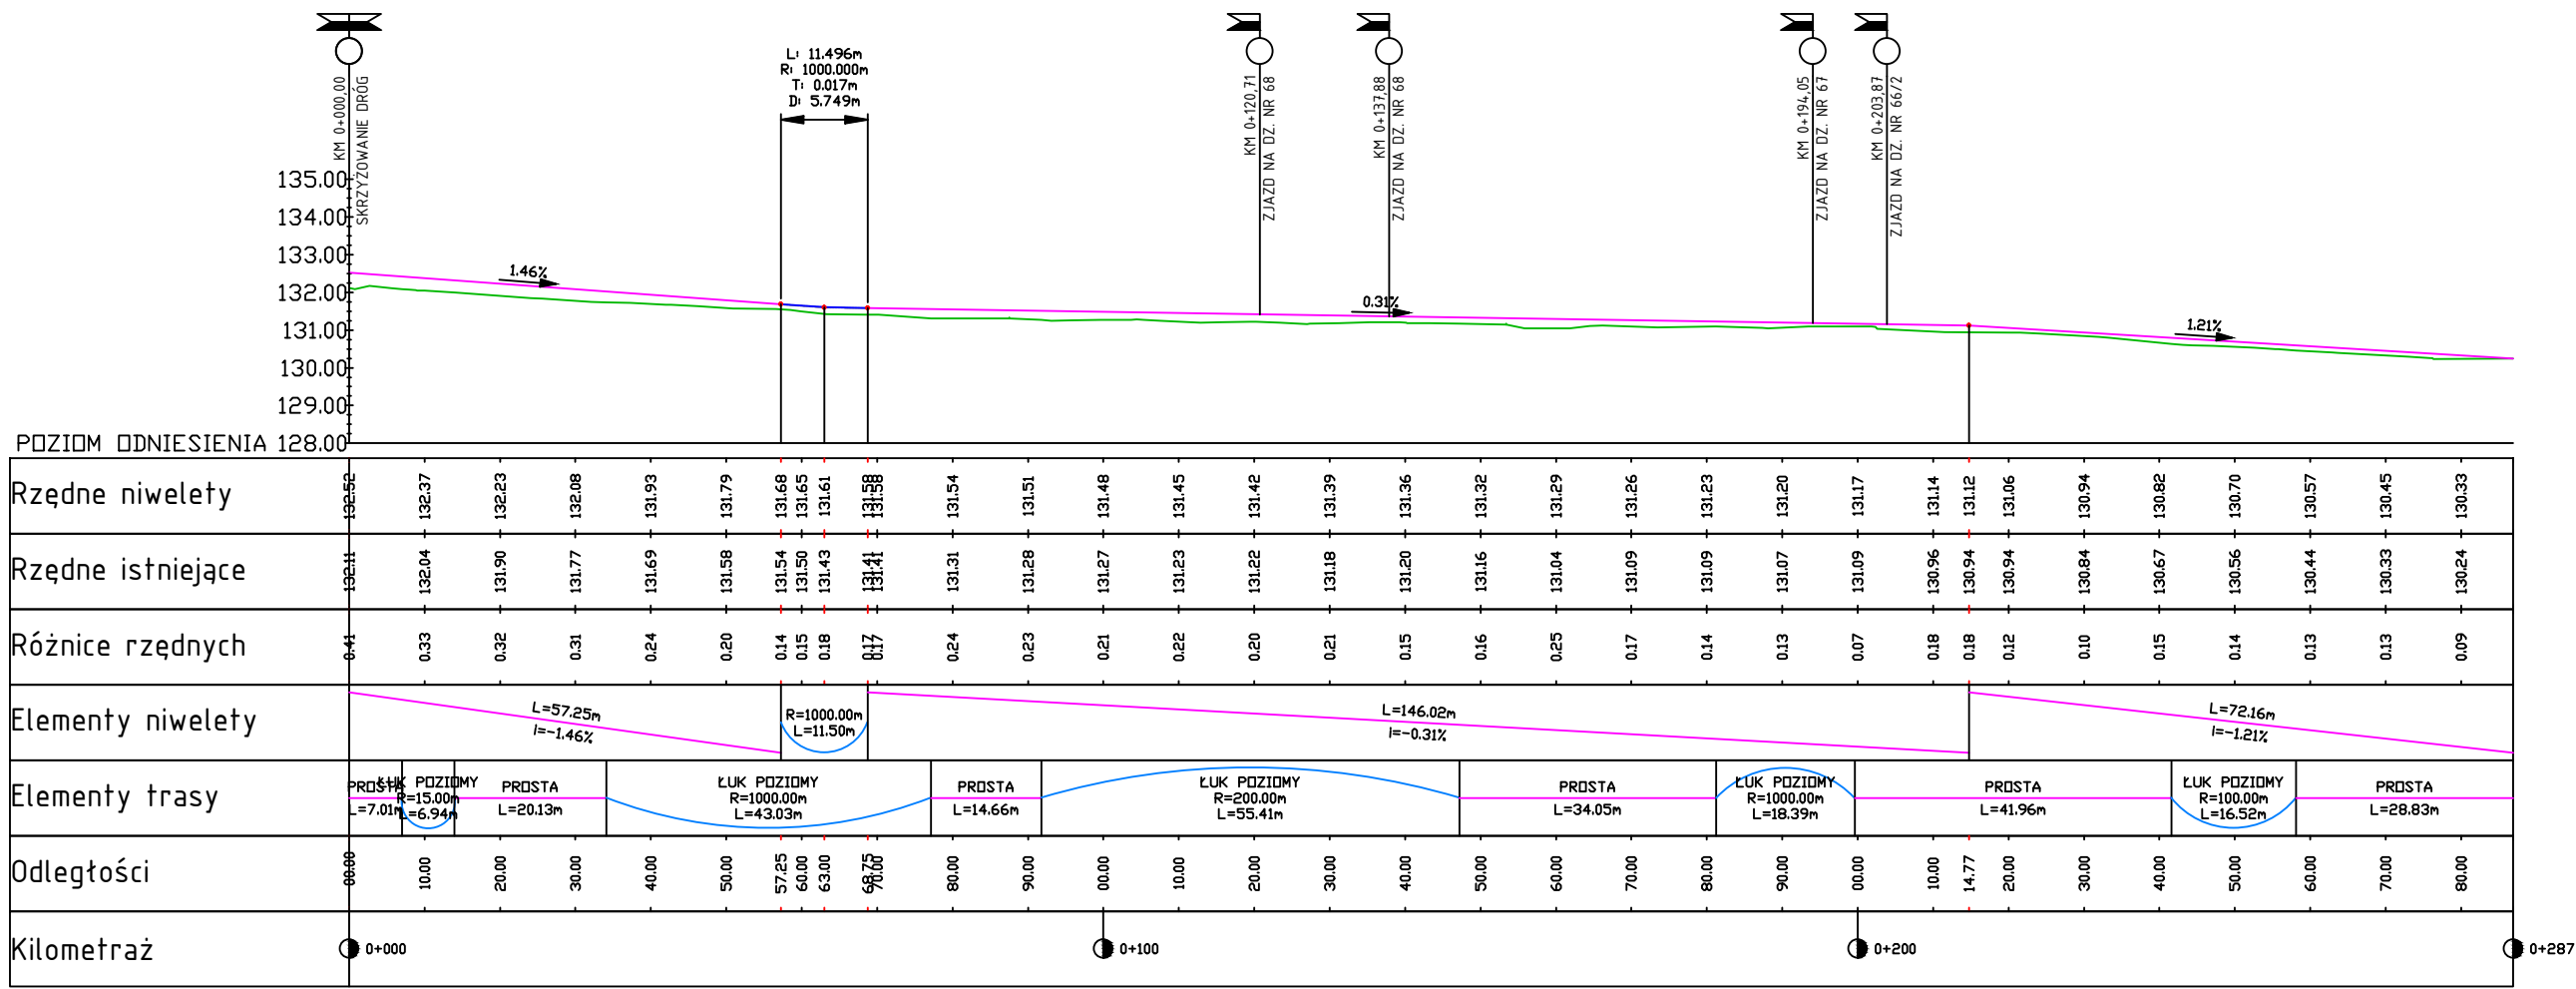 KM 0+000,00
SKRZYŻOWANIE DRÓG
L: 11.496m
R: 1000.000m
T: 0.017m
D: 5.749m
KM 0+120,71
ZJAZD NA DZ. NR 68
KM 0+137,88
ZJAZD NA DZ. NR 68
KM 0+194,05
ZJAZD NA DZ. NR 67
KM 0+203,87
ZJAZD NA DZ. NR 66/2
135.00
134.00
133.00
132.00
131.00
130.00
129.00
POZIOM ODNIESIENIA 128.00
1.46%
0.31%
1.21%
Rzędne niwelety
132.52 132.37 132.23 132.08 131.93 131.79 131.68 131.65 131.61 131.58 131.58 131.54 131.51 131.48 131.45 131.42 131.39 131.36 131.32 131.29 131.26 131.23 131.20 131.17 131.14 131.12 131.06 130.94 130.82 130.70 130.57 130.45 130.33
Rzędne istniejące
132.11 132.04 131.90 131.77 131.69 131.58 131.54 131.50 131.43 131.41 131.41 131.31 131.28 131.27 131.23 131.22 131.18 131.20 131.16 131.04 131.09 131.09 131.07 131.09 130.96 130.94 130.94 130.84 130.67 130.56 130.44 130.33 130.24
Różnice rzędnych
0.41 0.33 0.32 0.31 0.24 0.20 0.14 0.15 0.18 0.17 0.17 0.24 0.23 0.21 0.22 0.20 0.21 0.15 0.16 0.25 0.17 0.14 0.13 0.07 0.18 0.18 0.12 0.10 0.15 0.14 0.13 0.13 0.09
Elementy niwelety
L=57.25m
i=-1.46%
R=1000.00m
L=11.50m
L=146.02m
i=-0.31%
L=72.16m
i=-1.21%
Elementy trasy
PROSTA
L=7.01m
ŁUK POZIOMY
R=15.00m
L=6.94m
PROSTA
L=20.13m
ŁUK POZIOMY
R=1000.00m
L=43.03m
PROSTA
L=14.66m
ŁUK POZIOMY
R=200.00m
L=55.41m
PROSTA
L=34.05m
ŁUK POZIOMY
R=1000.00m
L=18.39m
PROSTA
L=41.96m
ŁUK POZIOMY
R=100.00m
L=16.52m
PROSTA
L=28.83m
Odległości
00.00 10.00 20.00 30.00 40.00 50.00 57.25 60.00 63.00 68.75 70.00 80.00 90.00 00.00 10.00 20.00 30.00 40.00 50.00 60.00 70.00 80.00 90.00 00.00 10.00 14.77 20.00 30.00 40.00 50.00 60.00 70.00 80.00
Kilometraż
0+000 0+100 0+200 0+287